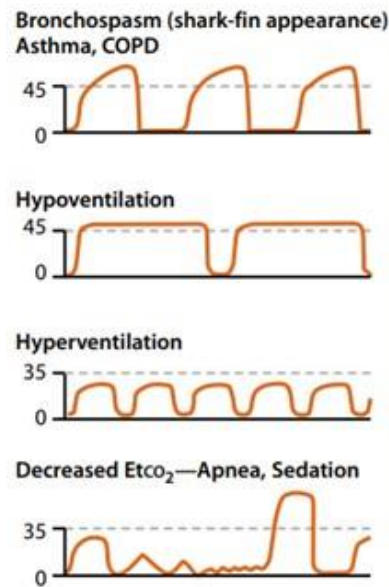 Bronchospasm (shark-fin appearance)
Asthma, COPD
45
0
Hypoventilation
45
0
Hyperventilation
35
0
Decreased Etco₂—Apnea, Sedation
35
0